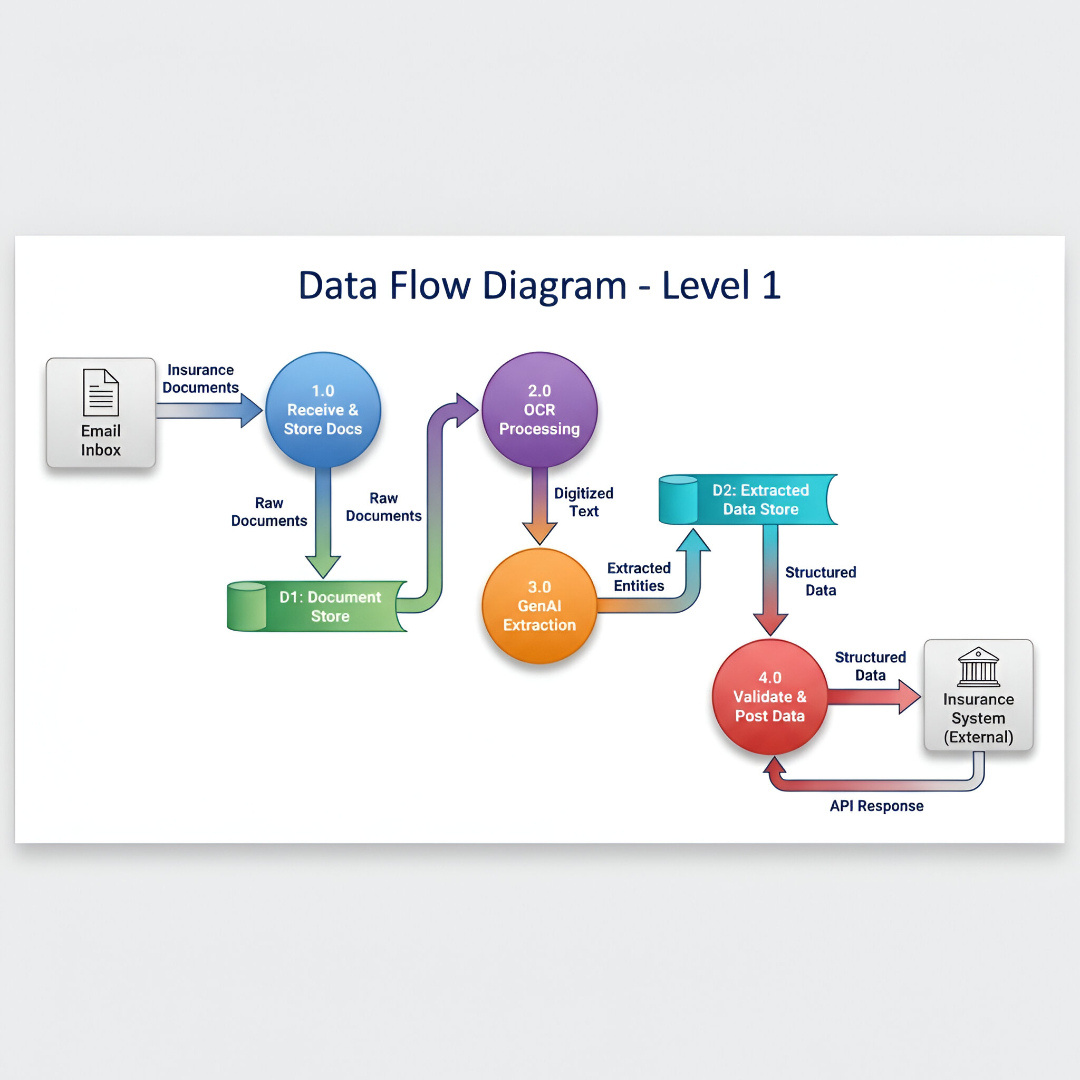 Data Flow Diagram - Level 1
Insurance
Documents
Email
Inbox
1.0
Receive &
Store Docs
Raw
Documents
D1: Document
Store
Raw
Documents
2.0
OCR
Processing
Digitized
Text
3.0
GenAI
Extraction
Extracted
Entities
D2: Extracted
Data Store
Structured
Data
4.0
Validate &
Post Data
Structured
Data
Insurance
System
(External)
API Response